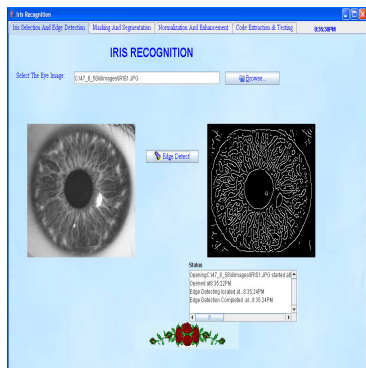 Iris Recognition
Iris Selection And Edge Detection Masking And Segmentation Normalization And Enhancement Code Extraction & Testing 8:35:38PM
IRIS RECOGNITION
Select The Eye Image: Browse...
Edge Detect
Status
started at
Opened at8:35:22PM
Edge Detecting located at..8:35:24PM
Edge Detection Completed at..8:35:24PM